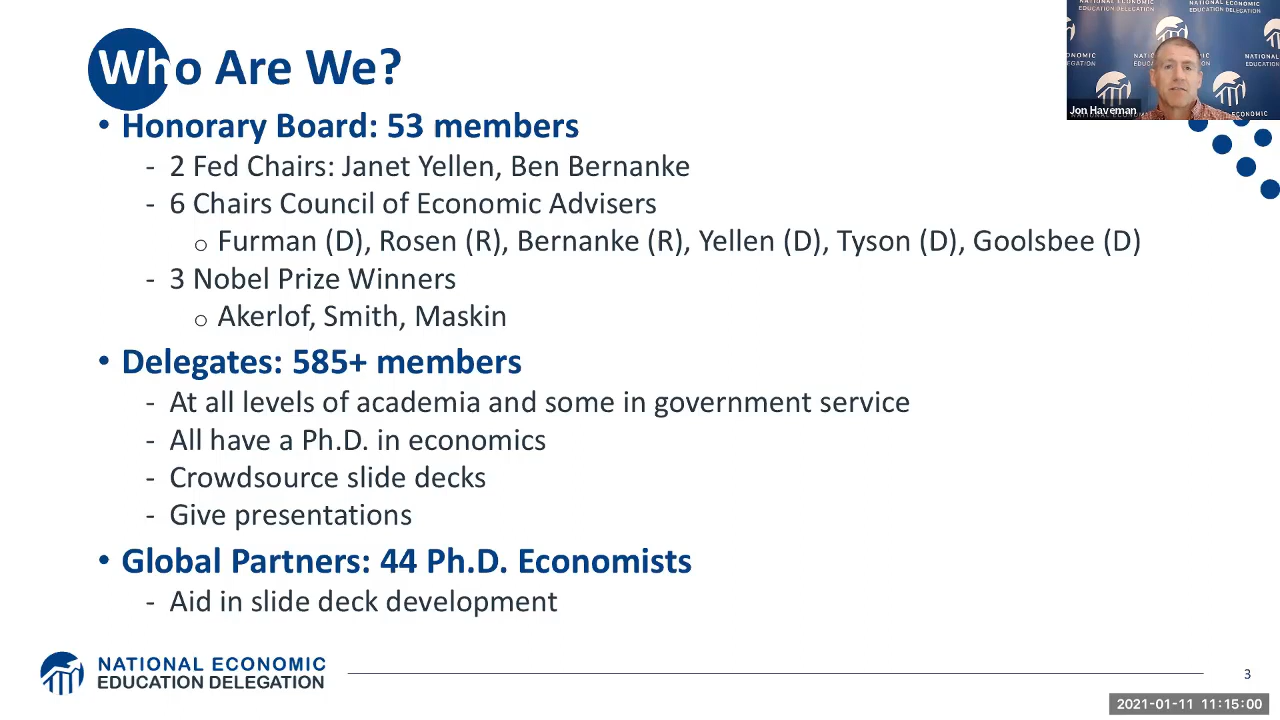 Who Are We?
• Honorary Board: 53 members
- 2 Fed Chairs: Janet Yellen, Ben Bernanke
- 6 Chairs Council of Economic Advisers
o Furman (D), Rosen (R), Bernanke (R), Yellen (D), Tyson (D), Goolsbee (D)
- 3 Nobel Prize Winners
o Akerlof, Smith, Maskin
• Delegates: 585+ members
- At all levels of academia and some in government service
- All have a Ph.D. in economics
- Crowdsource slide decks
- Give presentations
• Global Partners: 44 Ph.D. Economists
- Aid in slide deck development
NATIONAL ECONOMIC
EDUCATION DELEGATION
3
2021-01-11 11:15:00
NATIONAL ECONOMIC
EDUCATION DELEGATION
Jon Haveman